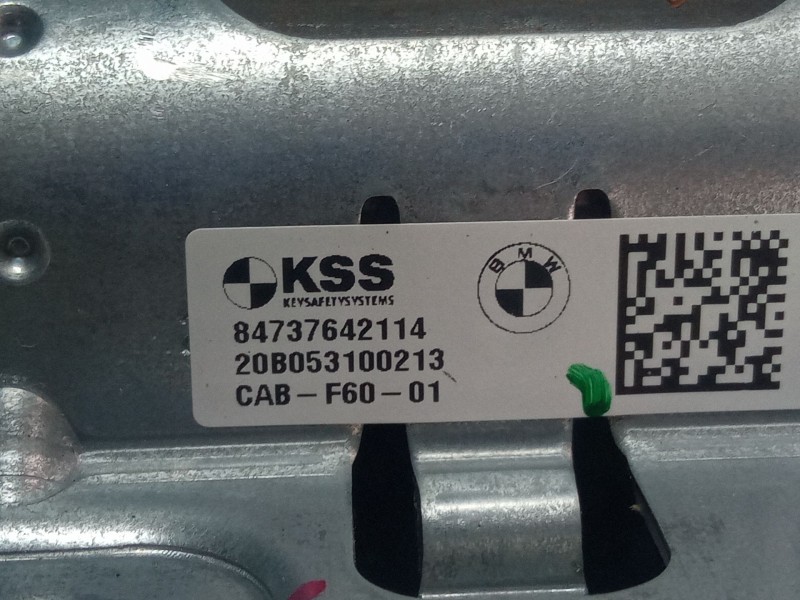 KSS
KEYSAFETYSYSTEMS
BMW
84737642114
20B053100213
CAB-F60-01